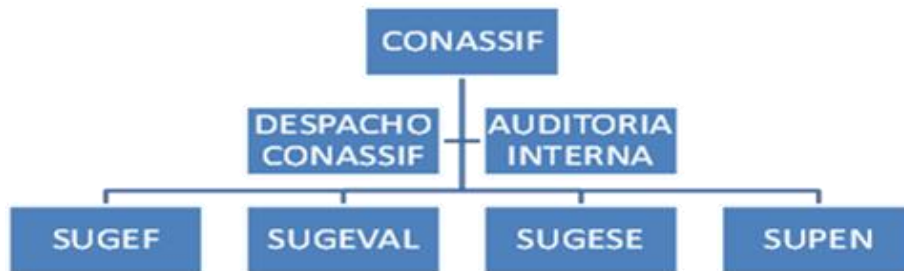 CONASSIF
DESPACHO
CONASSIF
AUDITORIA
INTERNA
SUGEF
SUGEVAL
SUGESE
SUPEN